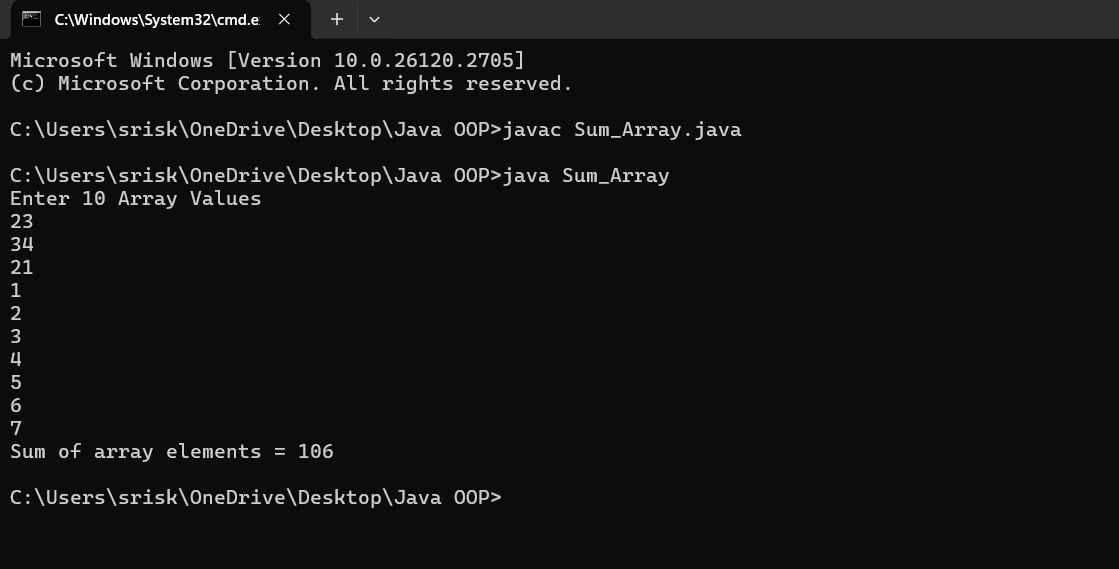 C:\Windows\System32\cmd.e
Microsoft Windows [Version 10.0.26120.2705]
(c) Microsoft Corporation. All rights reserved.
C:\Users\srisk\OneDrive\Desktop\Java OOP>javac Sum_Array.java
C:\Users\srisk\OneDrive\Desktop\Java OOP>java Sum_Array
Enter 10 Array Values
23
34
21
1
2
3
4
5
6
7
Sum of array elements = 106
C:\Users\srisk\OneDrive\Desktop\Java OOP>